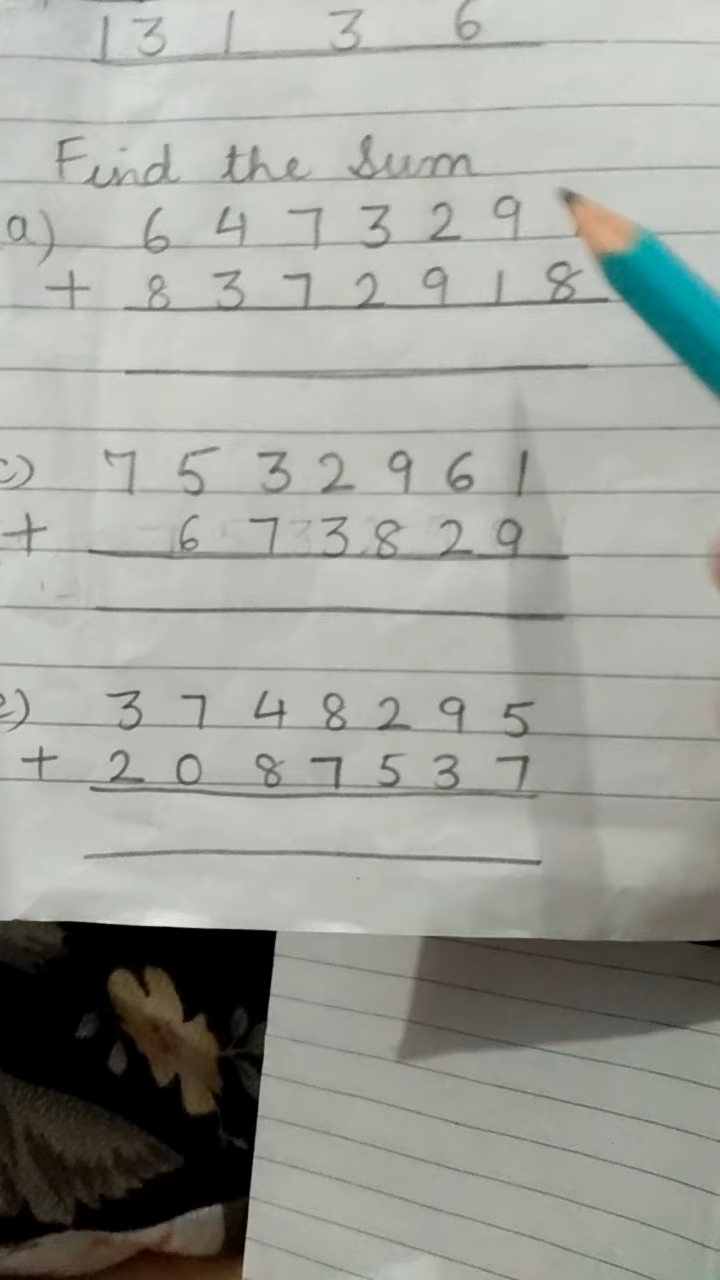 13 1 3 6
Find the Sum
a) 6 4 7 3 2 9
+ 8 3 7 2 9 1 8
c) 7 5 3 2 9 6 1
+ 6 7 3 8 2 9
e) 3 7 4 8 2 9 5
+ 2 0 8 7 5 3 7